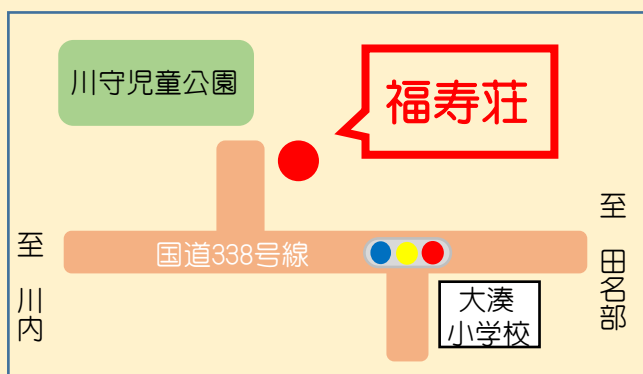 川守児童公園
福寿荘
至 川内
国道338号線
至 田名部
大湊
小学校